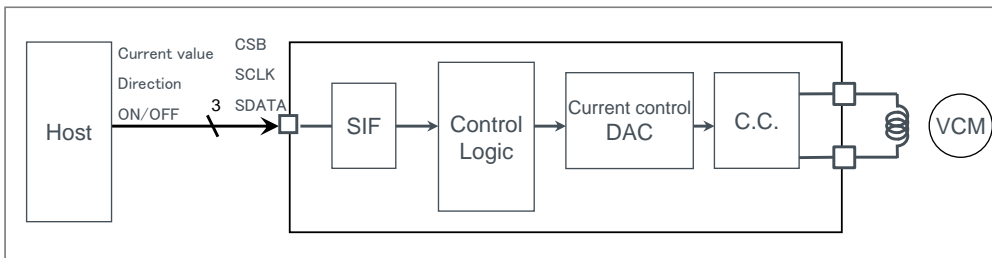 Host
Current value
Direction
ON/OFF
3
CSB
SCLK
SDATA
SIF
Control
Logic
Current control
DAC
C.C.
VCM